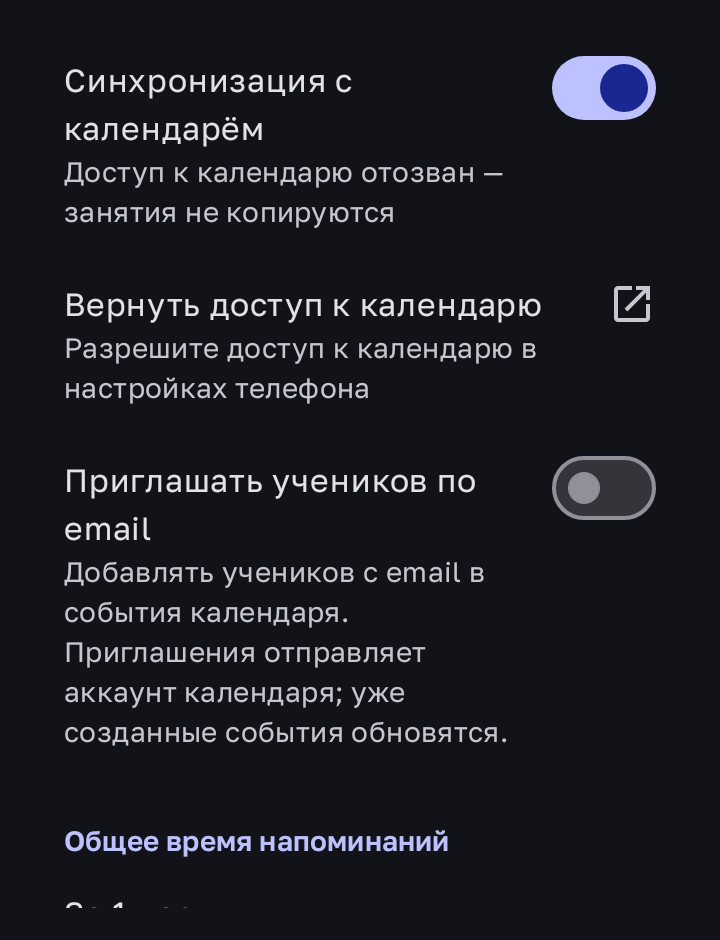 Синхронизация с
календарём
Доступ к календарю отозван —
занятия не копируются
Вернуть доступ к календарю
Разрешите доступ к календарю в
настройках телефона
Приглашать учеников по
email
Добавлять учеников с email в
события календаря.
Приглашения отправляет
аккаунт календаря; уже
созданные события обновятся.
Общее время напоминаний